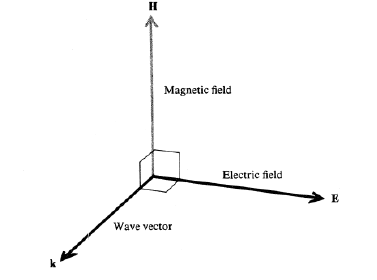 H
Magnetic field
Electric field
E
Wave vector
k